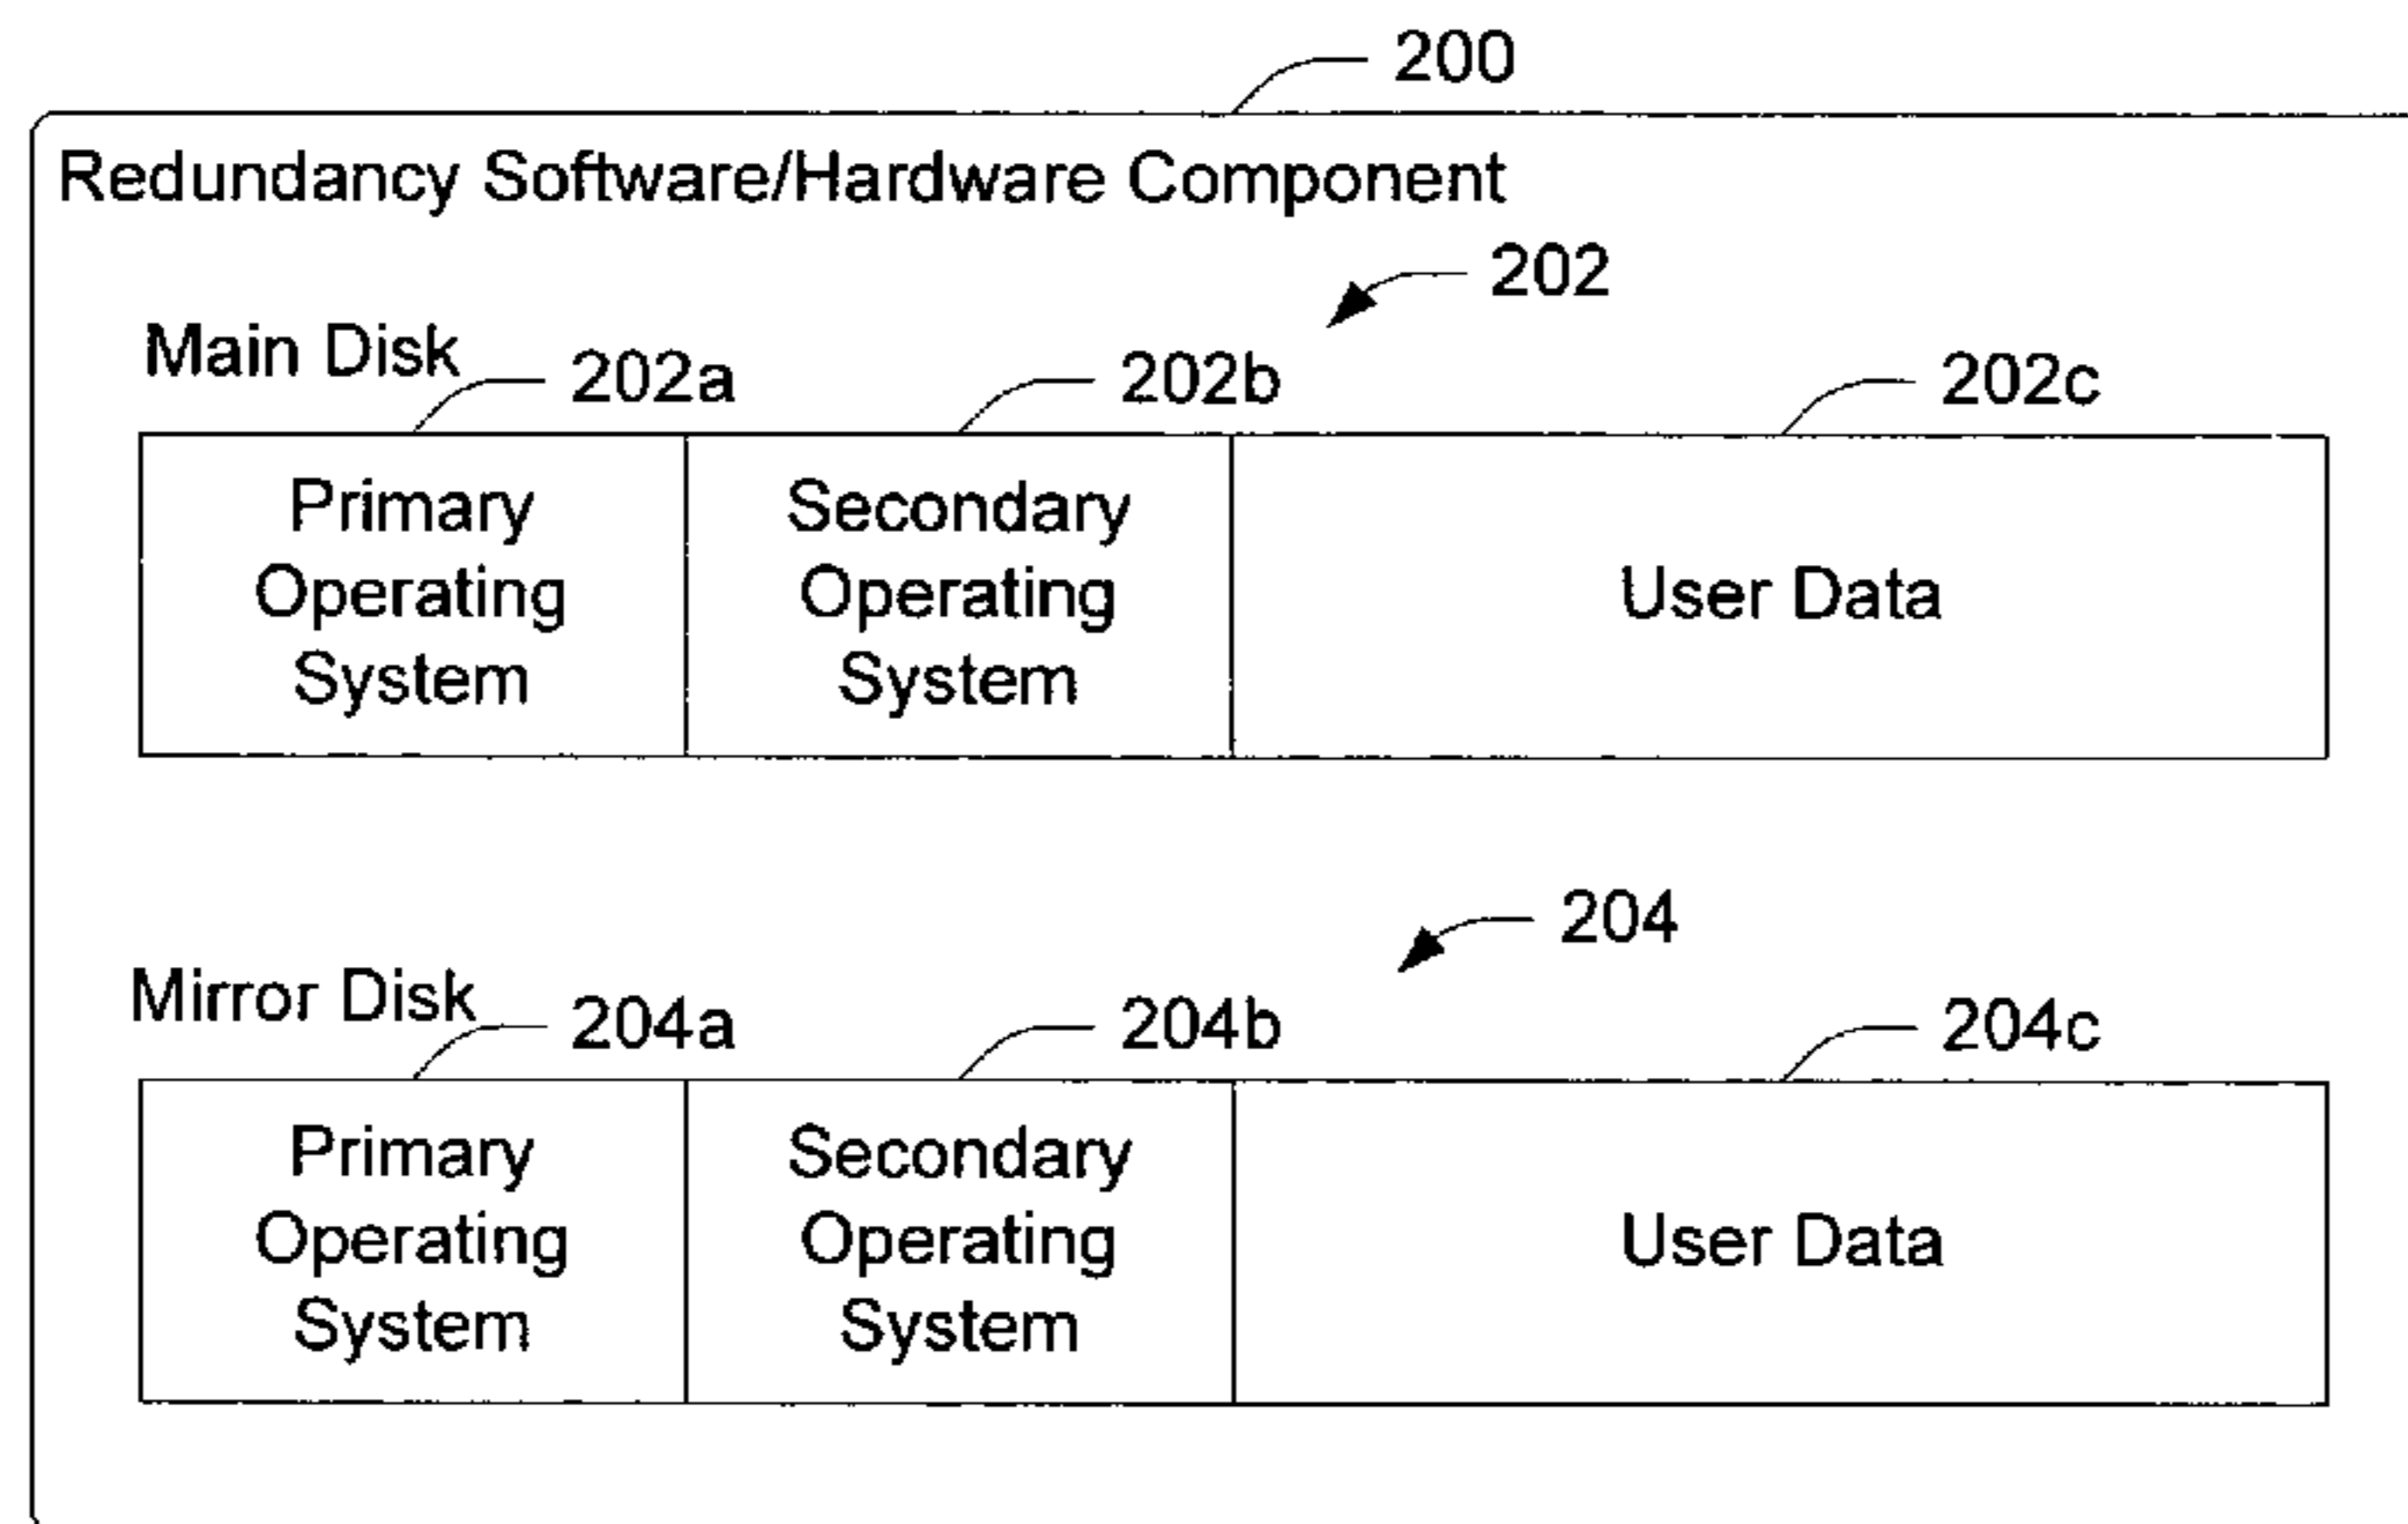 200
Redundancy Software/Hardware Component
202
Main Disk
202a
202b
202c
Primary
Operating
System
Secondary
Operating
System
User Data
204
Mirror Disk
204a
204b
204c
Primary
Operating
System
Secondary
Operating
System
User Data